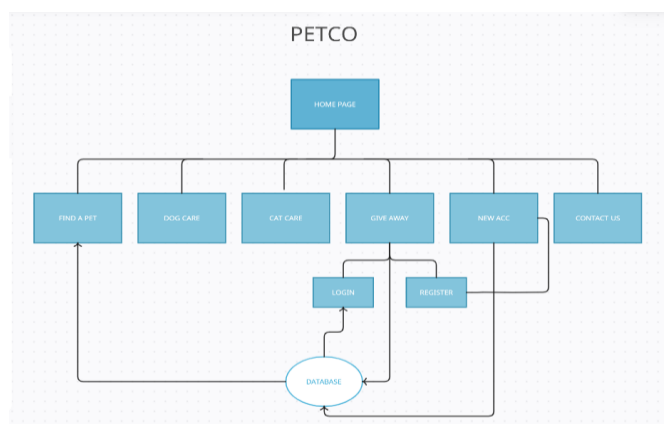 PETCO
HOME PAGE
FIND A PET
DOG CARE
CAT CARE
GIVE AWAY
NEW ACC
CONTACT US
LOGIN
REGISTER
DATABASE